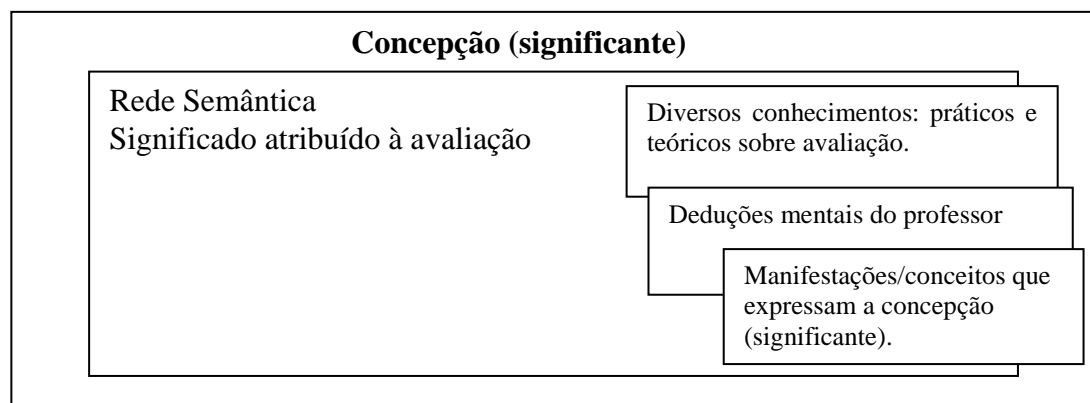 Concepção (significante)
Rede Semântica
Significado atribuído à avaliação
Diversos conhecimentos: práticos e
teóricos sobre avaliação.
Deduções mentais do professor
Manifestações/conceitos que
expressam a concepção
(significante).